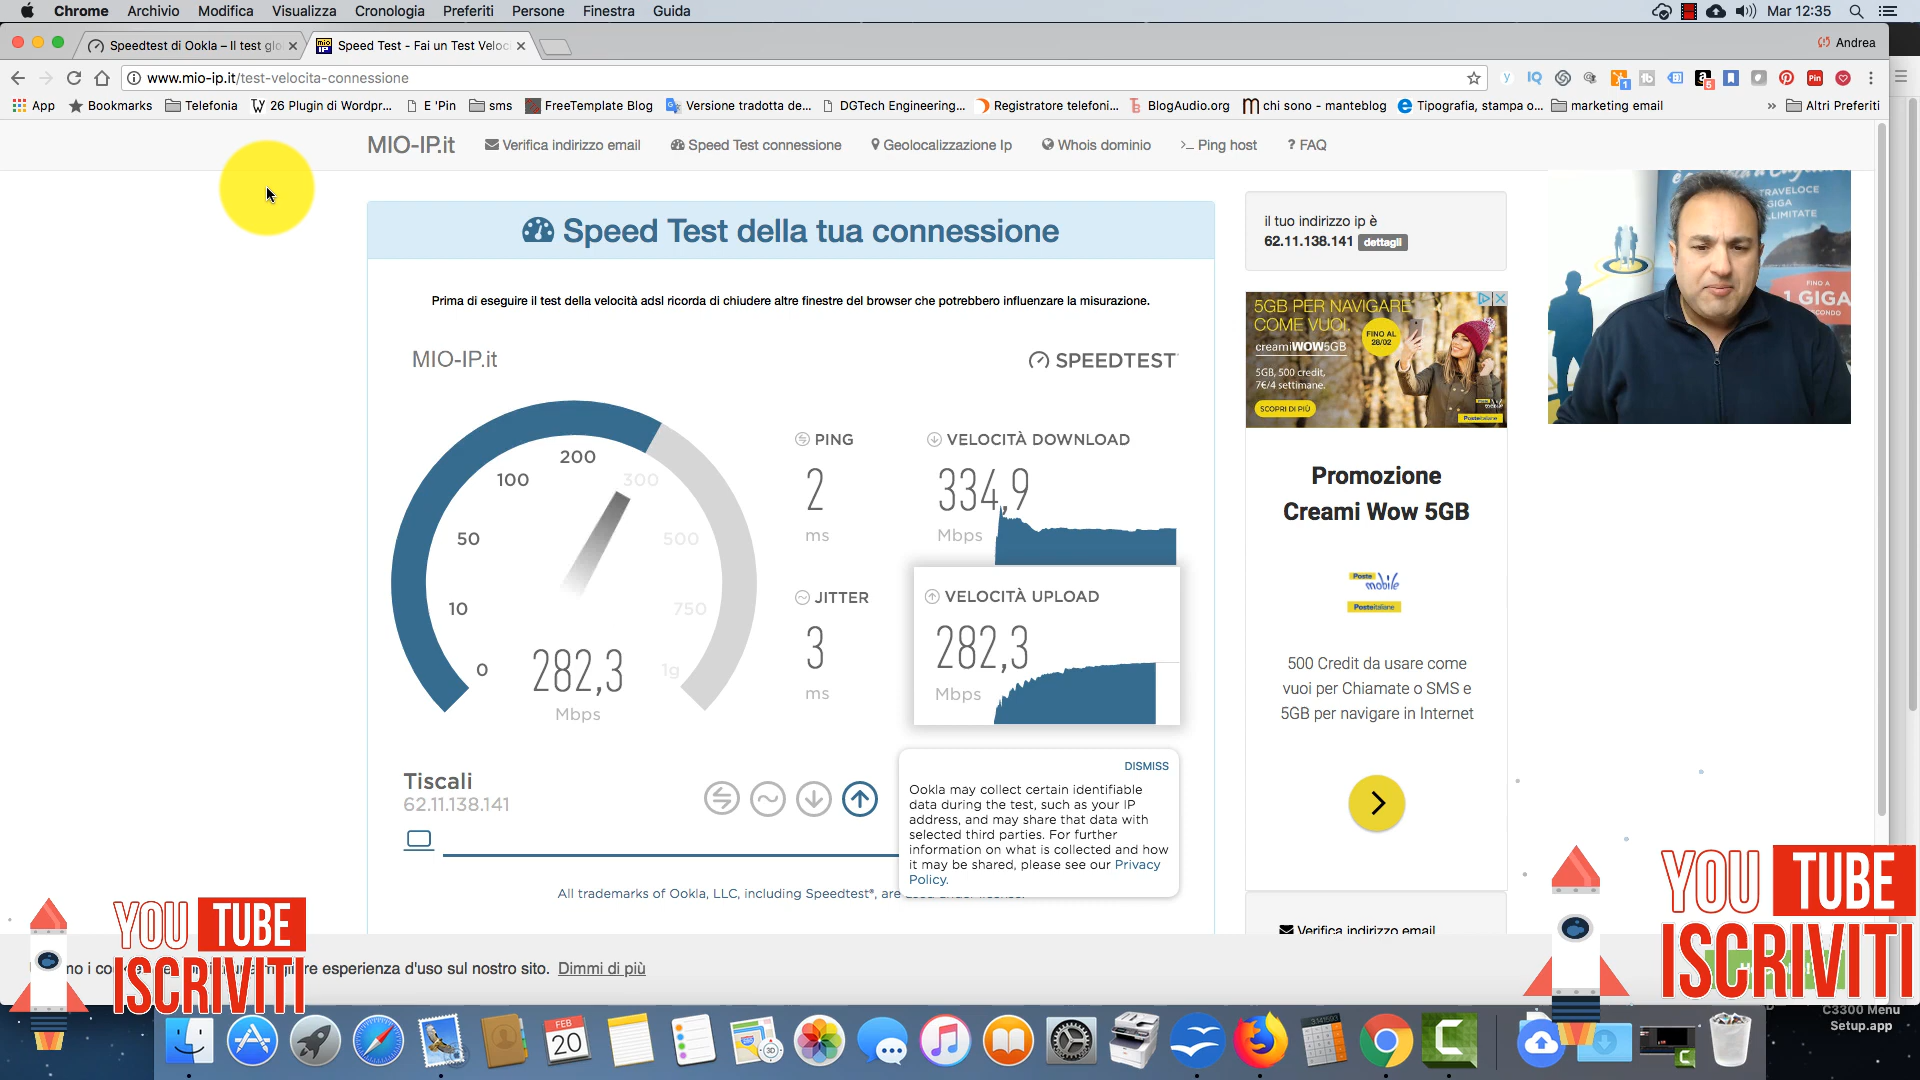 Chrome Archivio Modifica Visualizza Cronologia Preferiti Persone Finestra Guida Mar 12:35
Speedtest di Ookla – Il test glo
Speed Test - Fai un Test Veloc
Andrea
www.mio-ip.it/test-velocita-connessione
App Bookmarks Telefonia 26 Plugin di Wordpr... E 'Pin sms FreeTemplate Blog Versione tradotta de... DGTech Engineering... Registratore telefoni... BlogAudio.org chi sono - manteblog Tipografia, stampa o... marketing email » Altri Preferiti
MIO-IP.it Verifica indirizzo email Speed Test connessione Geolocalizzazione Ip Whois dominio >_ Ping host ? FAQ
Speed Test della tua connessione
Prima di eseguire il test della velocità adsl ricorda di chiudere altre finestre del browser che potrebbero influenzare la misurazione.
MIO-IP.it
SPEEDTEST
0
10
50
100
200
300
500
750
1g
282,3
Mbps
PING
2
ms
VELOCITÀ DOWNLOAD
334,9
Mbps
JITTER
3
ms
VELOCITÀ UPLOAD
282,3
Mbps
Tiscali
62.11.138.141
DISMISS
Ookla may collect certain identifiable
data during the test, such as your IP
address, and may share that data with
selected third parties. For further
information on what is collected and how
it may be shared, please see our Privacy
Policy.
All trademarks of Ookla, LLC, including Speedtest®, are used under license.
il tuo indirizzo ip è
62.11.138.141 dettagli
5GB PER NAVIGARE
COME VUOI
creamiWOW5GB
5GB, 500 credit,
7€/4 settimane.
SCOPRI DI PIÙ
FINO AL
28/02
Posteitaliane
Promozione
Creami Wow 5GB
Poste mobile
Posteitaliane
500 Credit da usare come
vuoi per Chiamate o SMS e
5GB per navigare in Internet
Verifica indirizzo email
TRAVELOCE
GIGA
LIMITATE
FINO A
1 GIGA
re esperienza d'uso sul nostro sito. Dimmi di più
YOU TUBE
ISCRIVITI
YOU TUBE
ISCRIVITI
FEB
20
3D
C3300 Menu
Setup.app